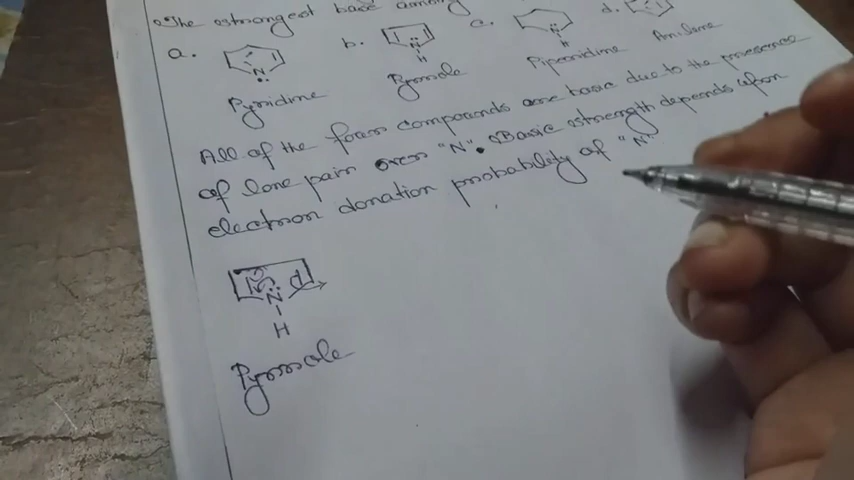 The strongest base among
a. b. c. d.
N N H N H
Pyridine Pyrrole Piperidine Aniline
All of the four compounds are basic due to the presence
of lone pair over "N". Basic strength depends upon
electron donation probability of "N"
N
H
Pyrrole